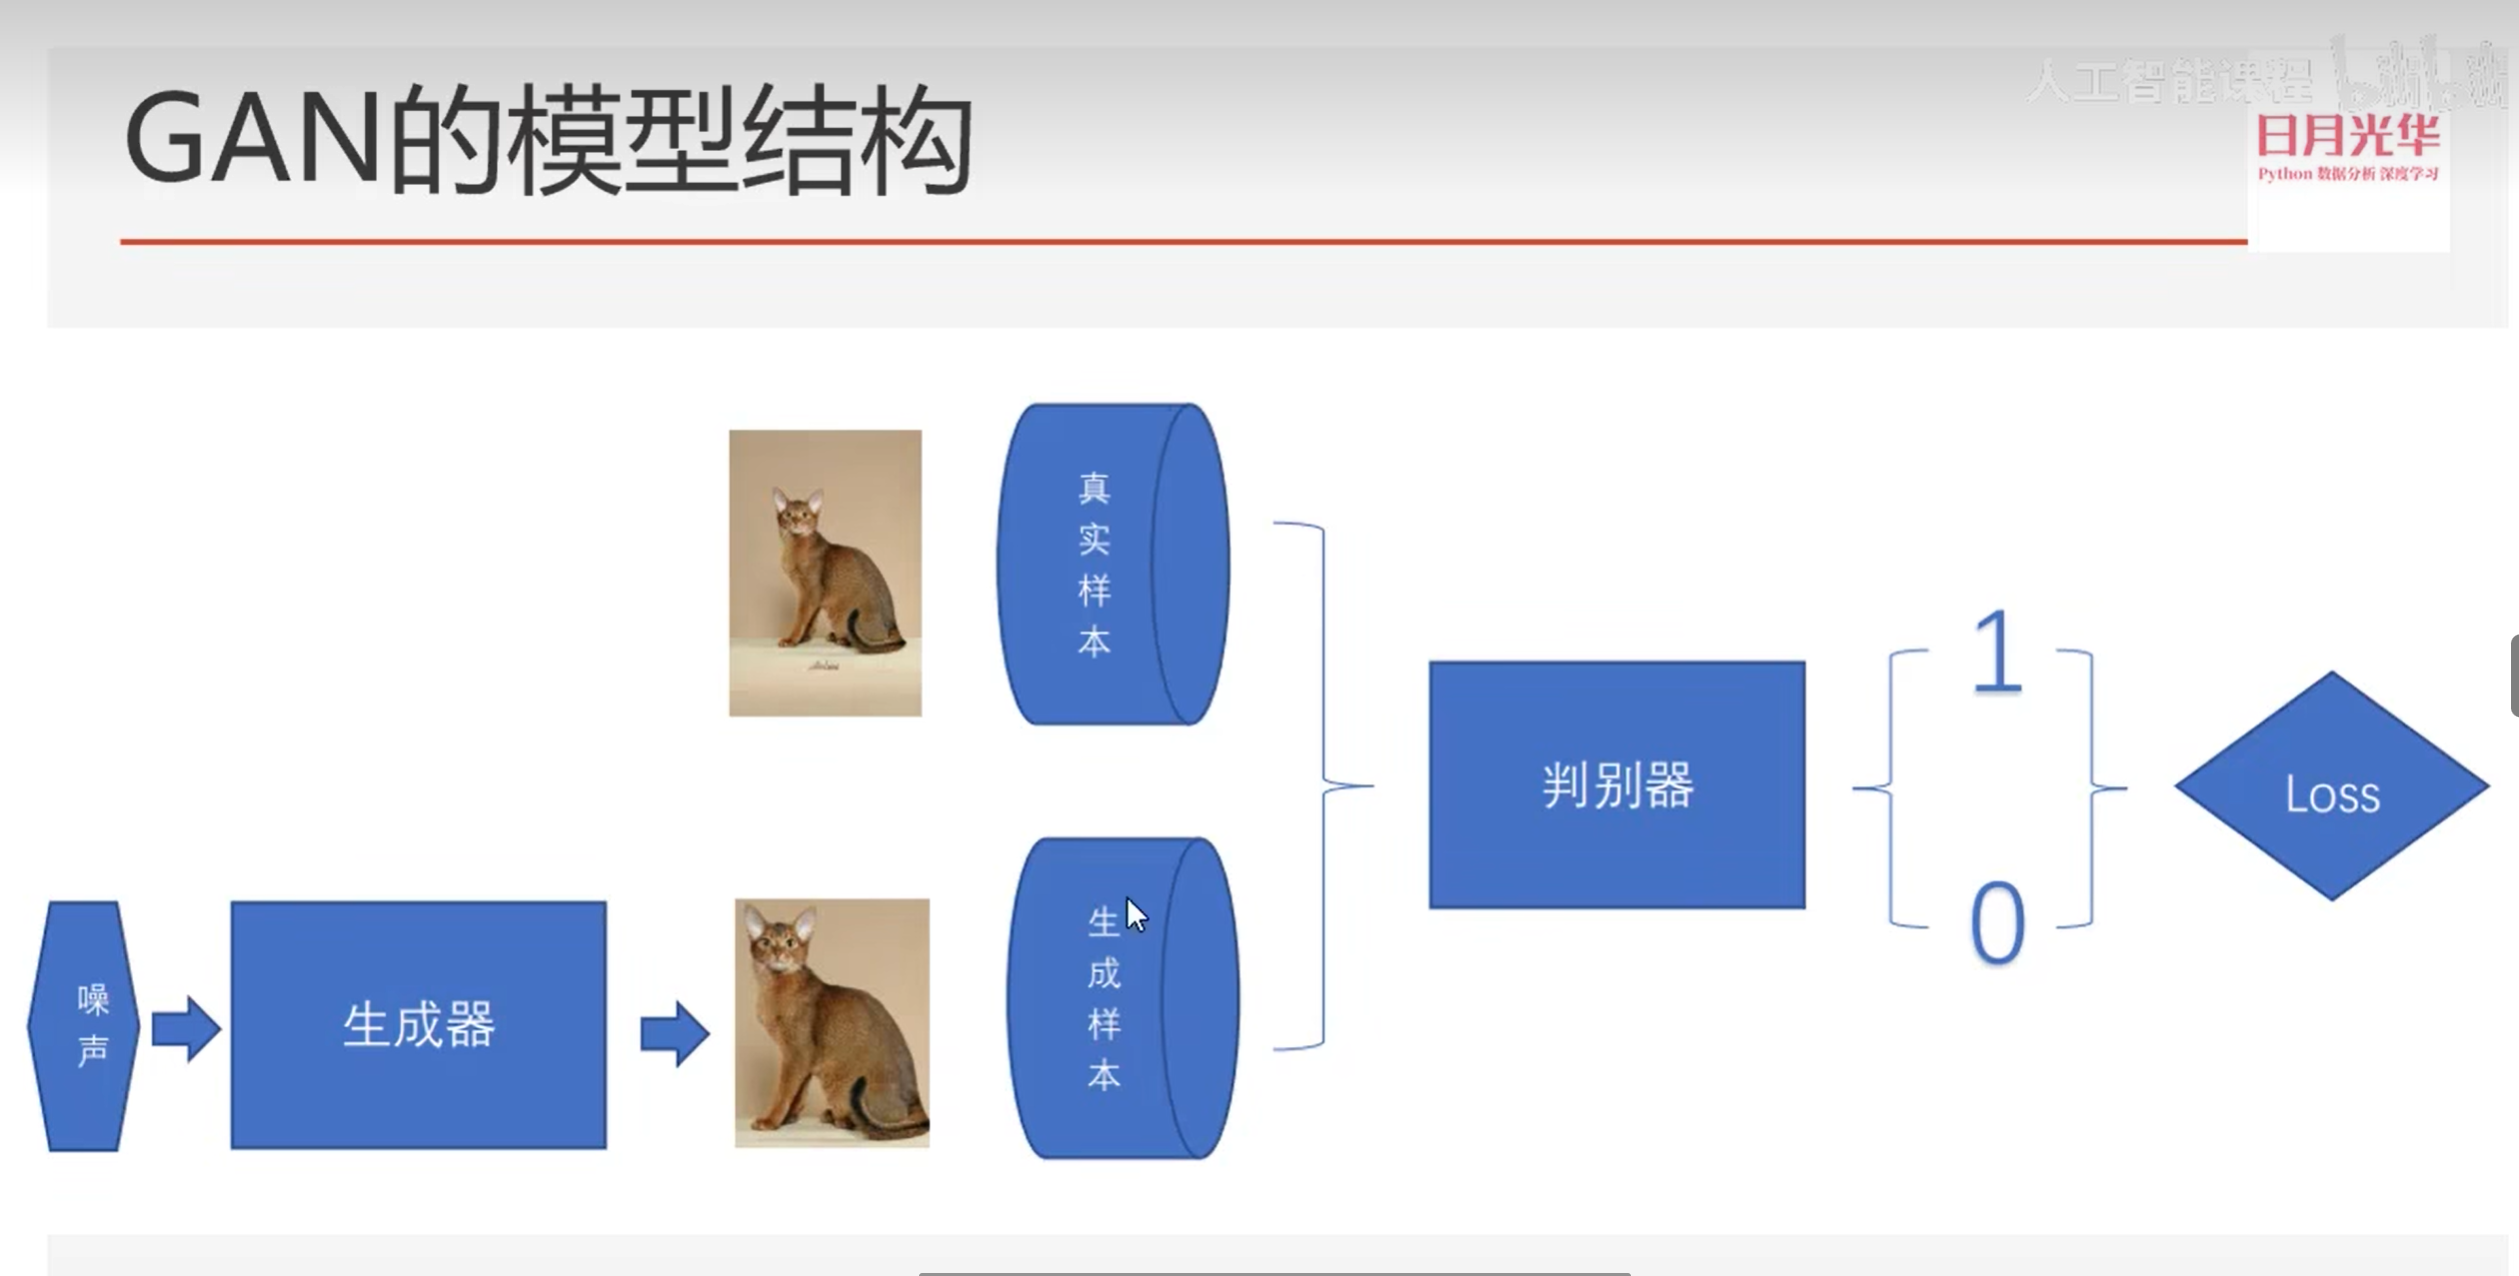 GAN的模型结构
人工智能课程 bilibili
日月光华
Python 数据分析 深度学习
真实样本
噪声
生成器
生成样本
判别器
1
0
Loss